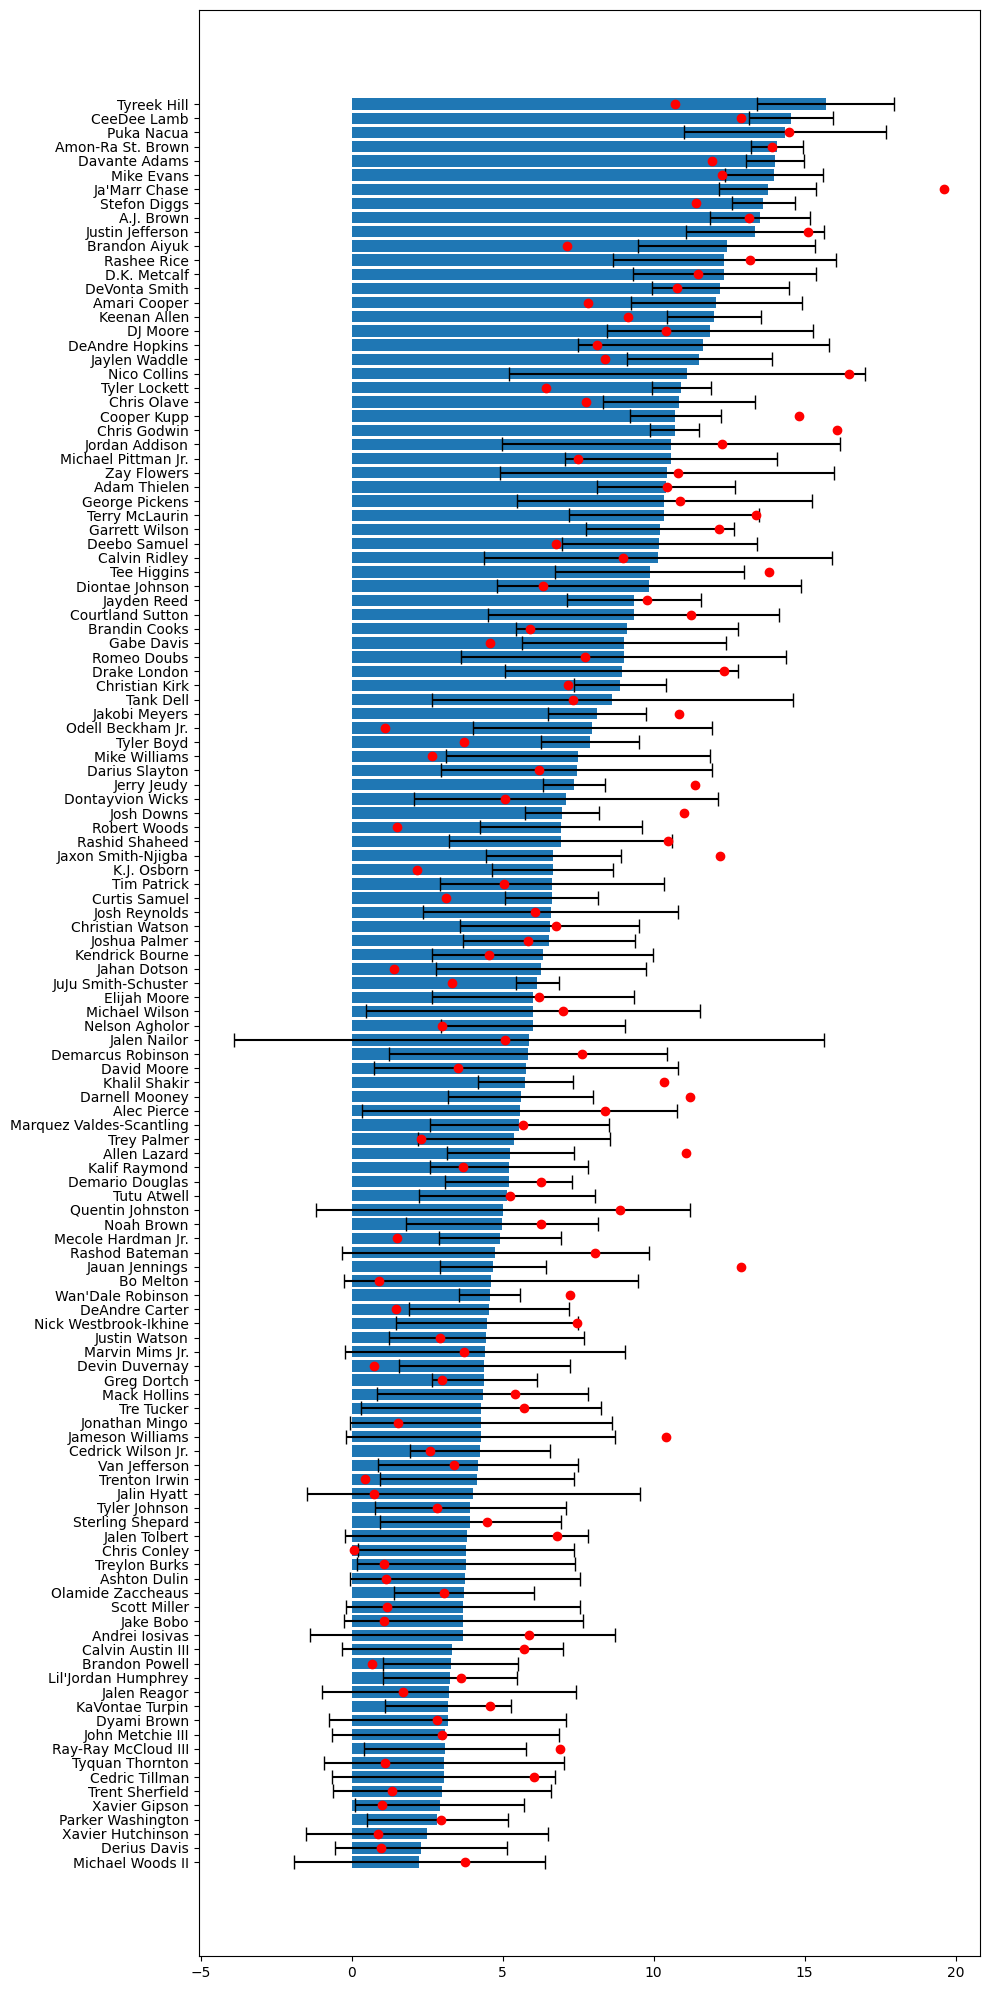 Tyreek Hill
CeeDee Lamb
Puka Nacua
Amon-Ra St. Brown
Davante Adams
Mike Evans
Ja'Marr Chase
Stefon Diggs
A.J. Brown
Justin Jefferson
Brandon Aiyuk
Rashee Rice
D.K. Metcalf
DeVonta Smith
Amari Cooper
Keenan Allen
DJ Moore
DeAndre Hopkins
Jaylen Waddle
Nico Collins
Tyler Lockett
Chris Olave
Cooper Kupp
Chris Godwin
Jordan Addison
Michael Pittman Jr.
Zay Flowers
Adam Thielen
George Pickens
Terry McLaurin
Garrett Wilson
Deebo Samuel
Calvin Ridley
Tee Higgins
Diontae Johnson
Jayden Reed
Courtland Sutton
Brandin Cooks
Gabe Davis
Romeo Doubs
Drake London
Christian Kirk
Tank Dell
Jakobi Meyers
Odell Beckham Jr.
Tyler Boyd
Mike Williams
Darius Slayton
Jerry Jeudy
Dontayvion Wicks
Josh Downs
Robert Woods
Rashid Shaheed
Jaxon Smith-Njigba
K.J. Osborn
Tim Patrick
Curtis Samuel
Josh Reynolds
Christian Watson
Joshua Palmer
Kendrick Bourne
Jahan Dotson
JuJu Smith-Schuster
Elijah Moore
Michael Wilson
Nelson Agholor
Jalen Nailor
Demarcus Robinson
David Moore
Khalil Shakir
Darnell Mooney
Alec Pierce
Marquez Valdes-Scantling
Trey Palmer
Allen Lazard
Kalif Raymond
Demario Douglas
Tutu Atwell
Quentin Johnston
Noah Brown
Mecole Hardman Jr.
Rashod Bateman
Jauan Jennings
Bo Melton
Wan'Dale Robinson
DeAndre Carter
Nick Westbrook-Ikhine
Justin Watson
Marvin Mims Jr.
Devin Duvernay
Greg Dortch
Mack Hollins
Tre Tucker
Jonathan Mingo
Jameson Williams
Cedrick Wilson Jr.
Van Jefferson
Trenton Irwin
Jalin Hyatt
Tyler Johnson
Sterling Shepard
Jalen Tolbert
Chris Conley
Treylon Burks
Ashton Dulin
Olamide Zaccheaus
Scott Miller
Jake Bobo
Andrei Iosivas
Calvin Austin III
Brandon Powell
Lil'Jordan Humphrey
Jalen Reagor
KaVontae Turpin
Dyami Brown
John Metchie III
Ray-Ray McCloud III
Tyquan Thornton
Cedric Tillman
Trent Sherfield
Xavier Gipson
Parker Washington
Xavier Hutchinson
Derius Davis
Michael Woods II
−5 0 5 10 15 20